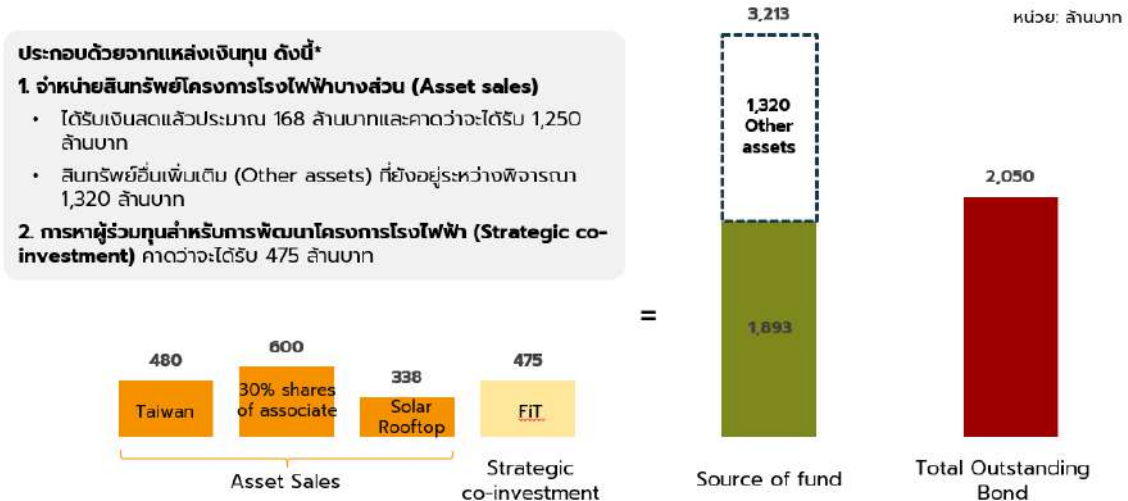 หน่วย: ล้านบาท
ประกอบด้วยจากแหล่งเงินทุน ดังนี้*
1. จำหน่ายสินทรัพย์โครงการโรงไฟฟ้าบางส่วน (Asset sales)
• ได้รับเงินสดแล้วประมาณ 168 ล้านบาทและคาดว่าจะได้รับ 1,250
ล้านบาท
• สินทรัพย์อื่นเพิ่มเติม (Other assets) ที่ยังอยู่ระหว่างพิจารณา
1,320 ล้านบาท
2. การหาผู้ร่วมทุนสำหรับการพัฒนาโครงการโรงไฟฟ้า (Strategic co-
investment) คาดว่าจะได้รับ 475 ล้านบาท
480
Taiwan
600
30% shares
of associate
338
Solar
Rooftop
Asset Sales
475
FiT
Strategic
co-investment
=
3,213
1,320
Other
assets
1,893
Source of fund
2,050
Total Outstanding
Bond